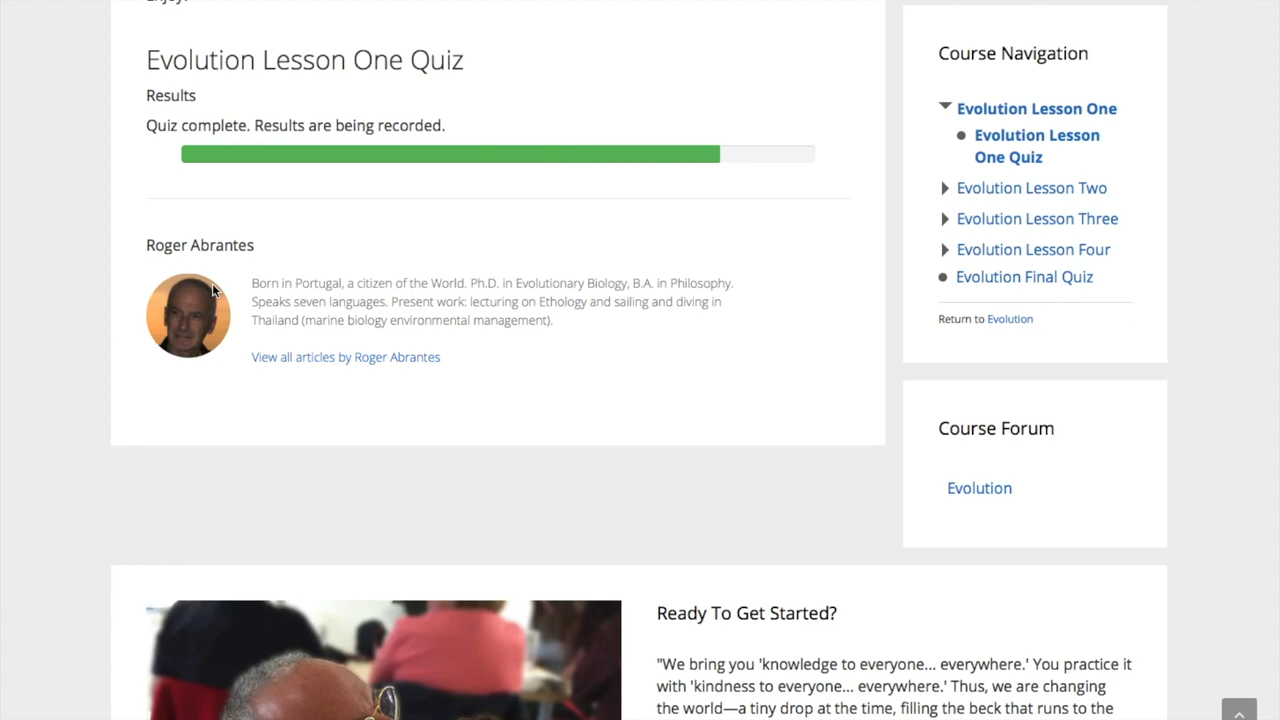 Enjoy!
Evolution Lesson One Quiz
Results
Quiz complete. Results are being recorded.
Roger Abrantes
Born in Portugal, a citizen of the World. Ph.D. in Evolutionary Biology, B.A. in Philosophy.
Speaks seven languages. Present work: lecturing on Ethology and sailing and diving in
Thailand (marine biology environmental management).
View all articles by Roger Abrantes
Course Navigation
Evolution Lesson One
Evolution Lesson
One Quiz
Evolution Lesson Two
Evolution Lesson Three
Evolution Lesson Four
Evolution Final Quiz
Return to Evolution
Course Forum
Evolution
Ready To Get Started?
"We bring you 'knowledge to everyone... everywhere.' You practice it
with 'kindness to everyone... everywhere.' Thus, we are changing
the world—a tiny drop at the time, filling the beck that runs to the